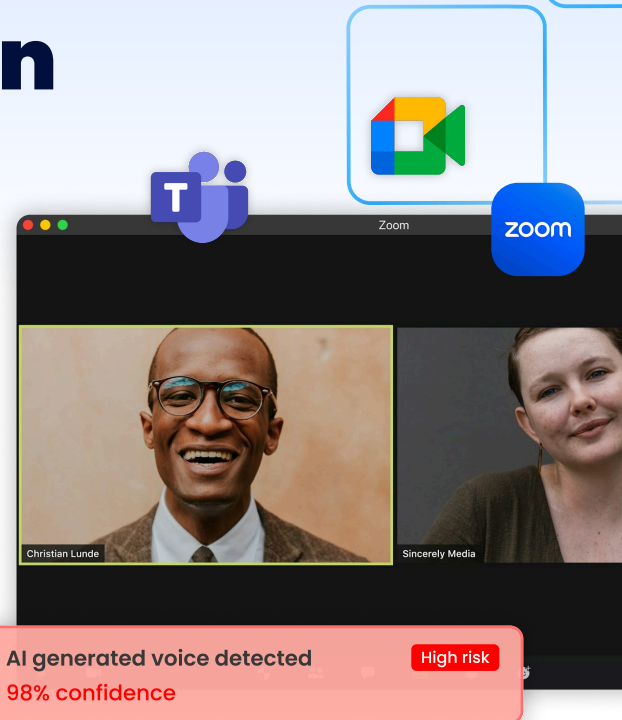 n
T
Zoom
zoom
Christian Lunde
Sincerely Media
AI generated voice detected
High risk
98% confidence